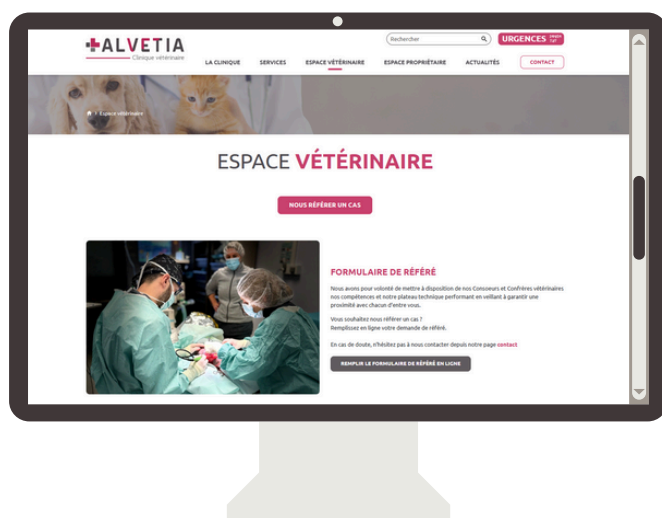 ALVETIA
Clinique vétérinaire
Rechercher
URGENCES 24H/24 7J/7
LA CLINIQUE
SERVICES
ESPACE VÉTÉRINAIRE
ESPACE PROPRIÉTAIRE
ACTUALITÉS
CONTACT
> Espace vétérinaire
ESPACE VÉTÉRINAIRE
NOUS RÉFÉRER UN CAS
FORMULAIRE DE RÉFÉRÉ
Nous avons pour volonté de mettre à disposition de nos Consoeurs et Confrères vétérinaires
nos compétences et notre plateau technique performant en veillant à garantir une
proximité avec chacun d'entre vous.
Vous souhaitez nous référer un cas ?
Remplissez en ligne votre demande de référé.
En cas de doute, n'hésitez pas à nous contacter depuis notre page contact
REMPLIR LE FORMULAIRE DE RÉFÉRÉ EN LIGNE